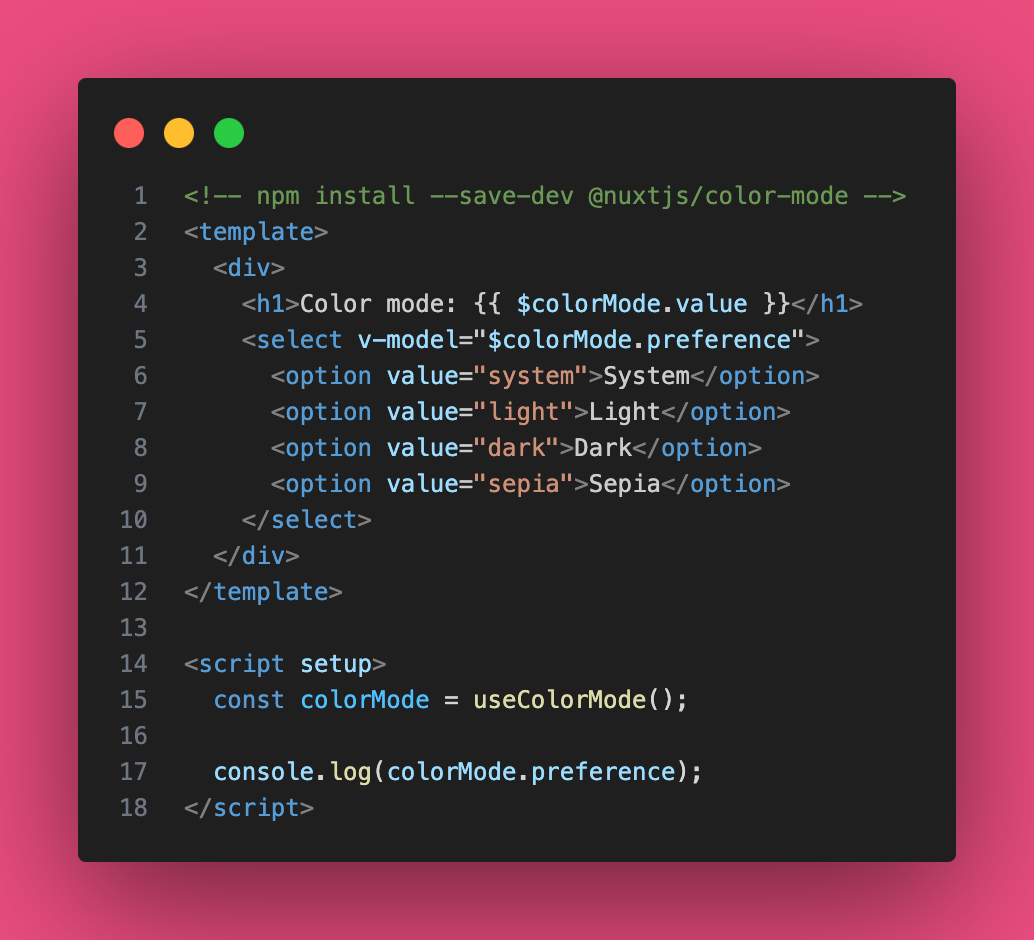 1 <!-- npm install --save-dev @nuxtjs/color-mode -->
2 <template>
3   <div>
4     <h1>Color mode: {{ $colorMode.value }}</h1>
5     <select v-model="$colorMode.preference">
6       <option value="system">System</option>
7       <option value="light">Light</option>
8       <option value="dark">Dark</option>
9       <option value="sepia">Sepia</option>
10     </select>
11   </div>
12 </template>
13
14 <script setup>
15   const colorMode = useColorMode();
16
17   console.log(colorMode.preference);
18 </script>